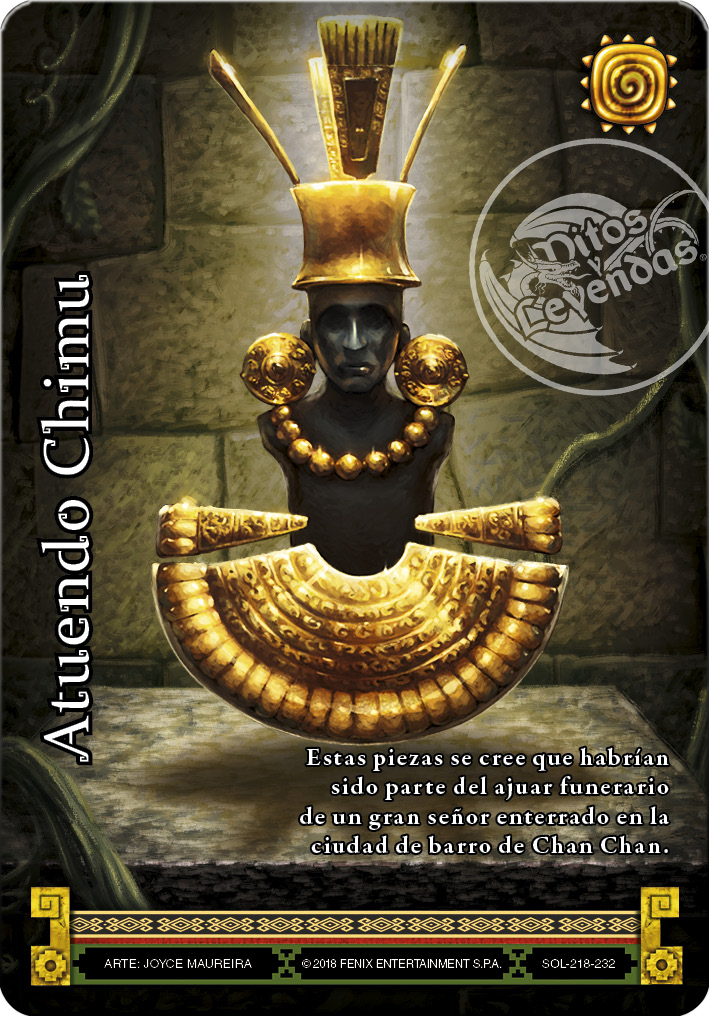 Mitos
y
Leyendas
Atuendo Chimu
Estas piezas se cree que habrían
sido parte del ajuar funerario
de un gran señor enterrado en la
ciudad de barro de Chan Chan.
ARTE: JOYCE MAUREIRA
© 2018 FENIX ENTERTAINMENT S.P.A.
SOL-218-232